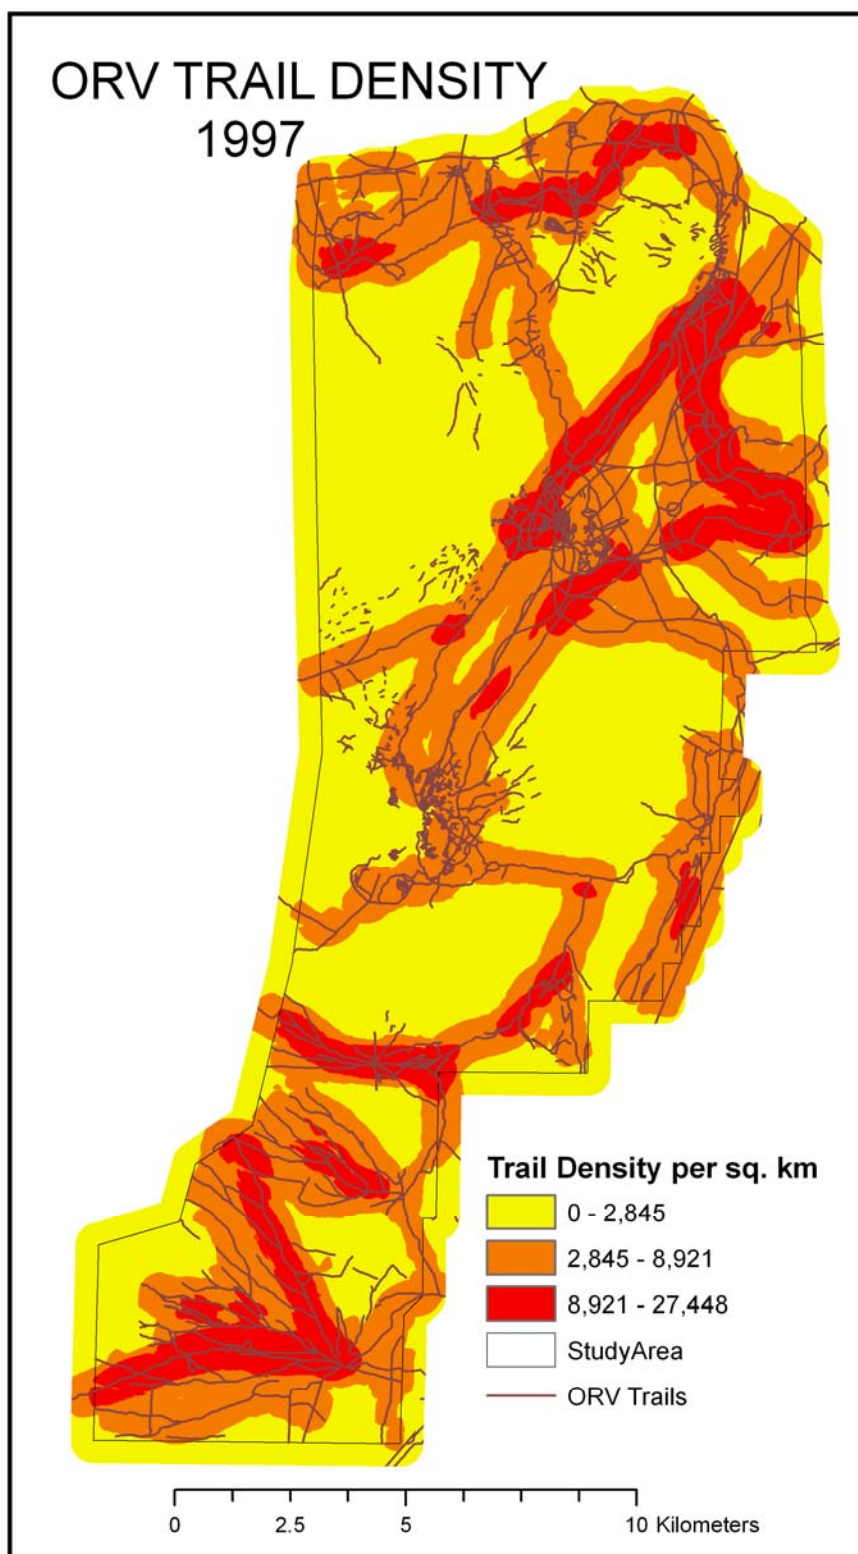 ORV TRAIL DENSITY
1997
Trail Density per sq. km
0 - 2,845
2,845 - 8,921
8,921 - 27,448
StudyArea
ORV Trails
0 2.5 5 10 Kilometers